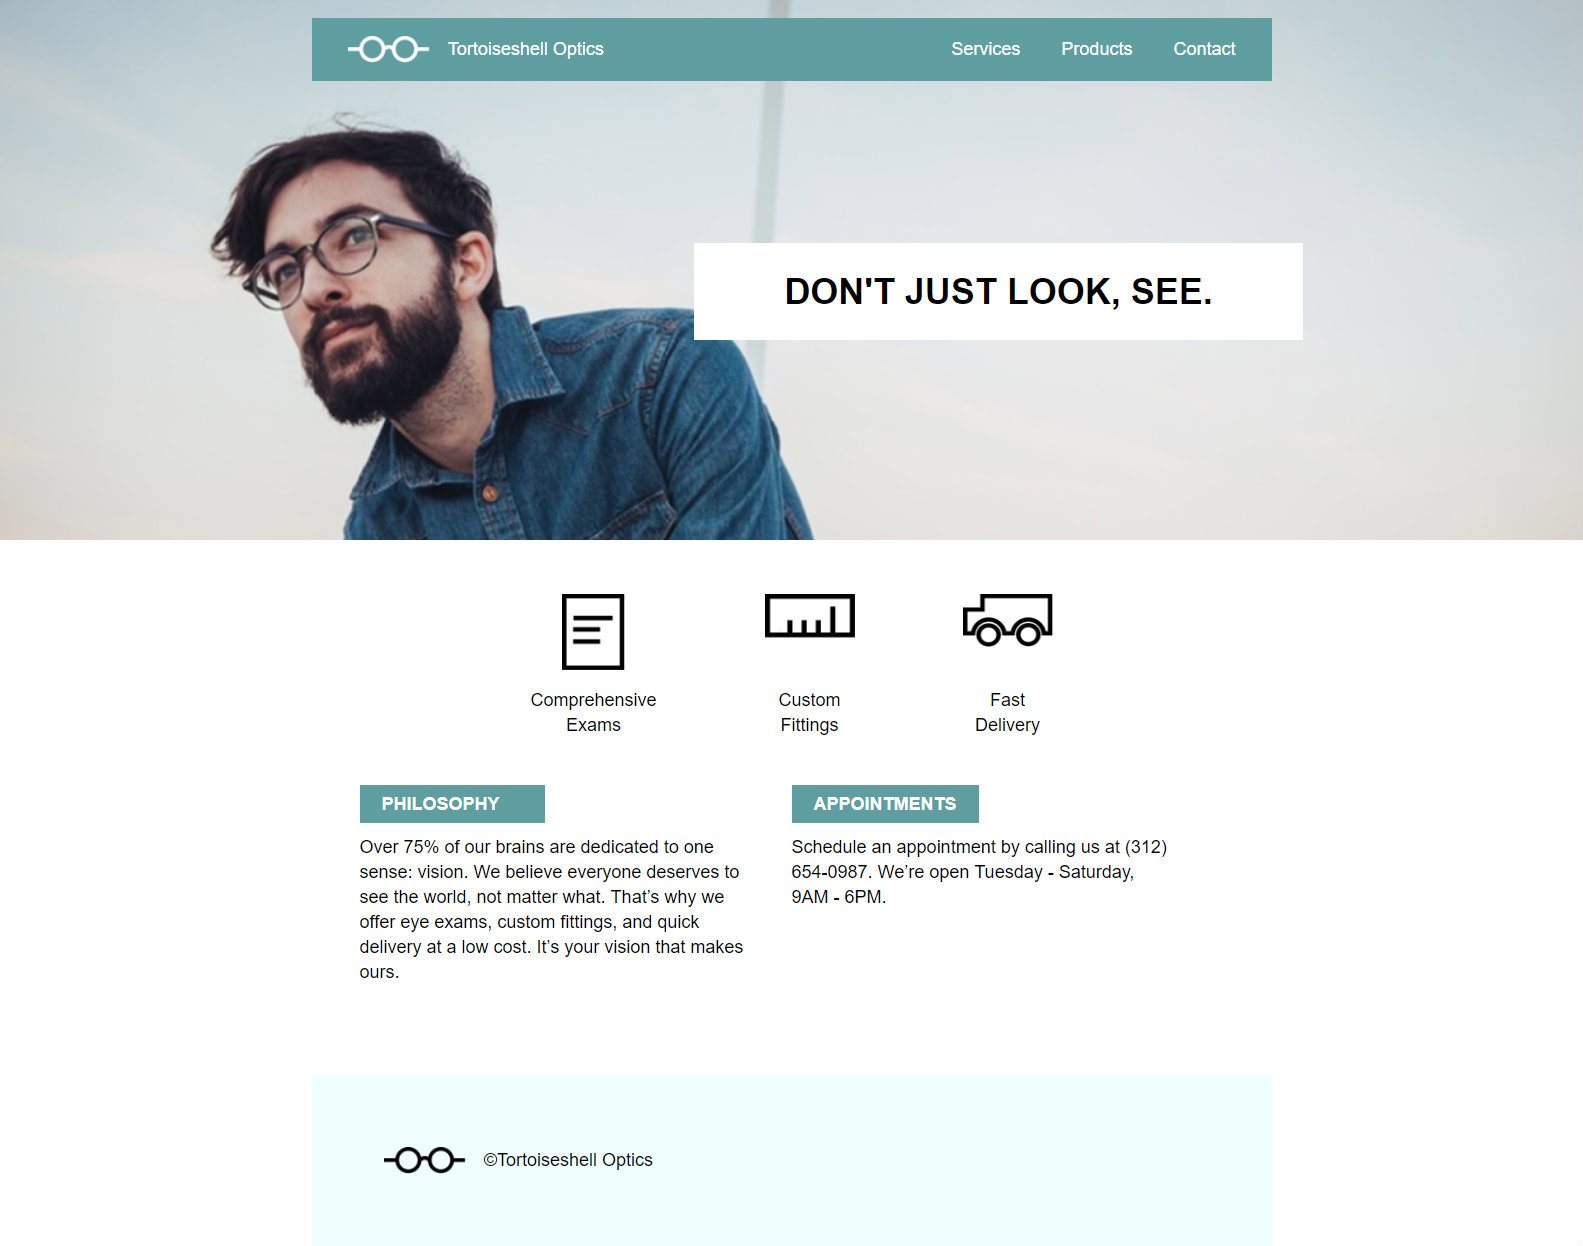 Tortoiseshell Optics
Services
Products
Contact
DON'T JUST LOOK, SEE.
Comprehensive
Exams
Custom
Fittings
Fast
Delivery
PHILOSOPHY
Over 75% of our brains are dedicated to one
sense: vision. We believe everyone deserves to
see the world, not matter what. That’s why we
offer eye exams, custom fittings, and quick
delivery at a low cost. It’s your vision that makes
ours.
APPOINTMENTS
Schedule an appointment by calling us at (312)
654-0987. We’re open Tuesday - Saturday,
9AM - 6PM.
©Tortoiseshell Optics